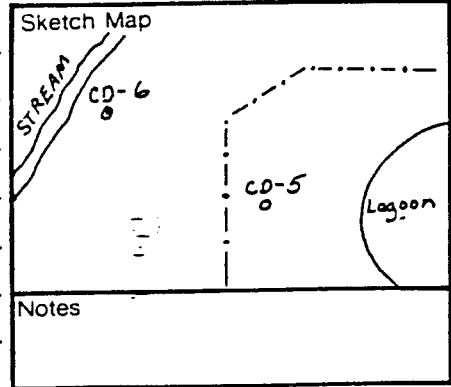 Sketch Map
STREAM
CD-6
CD-5
Lagoon
Notes